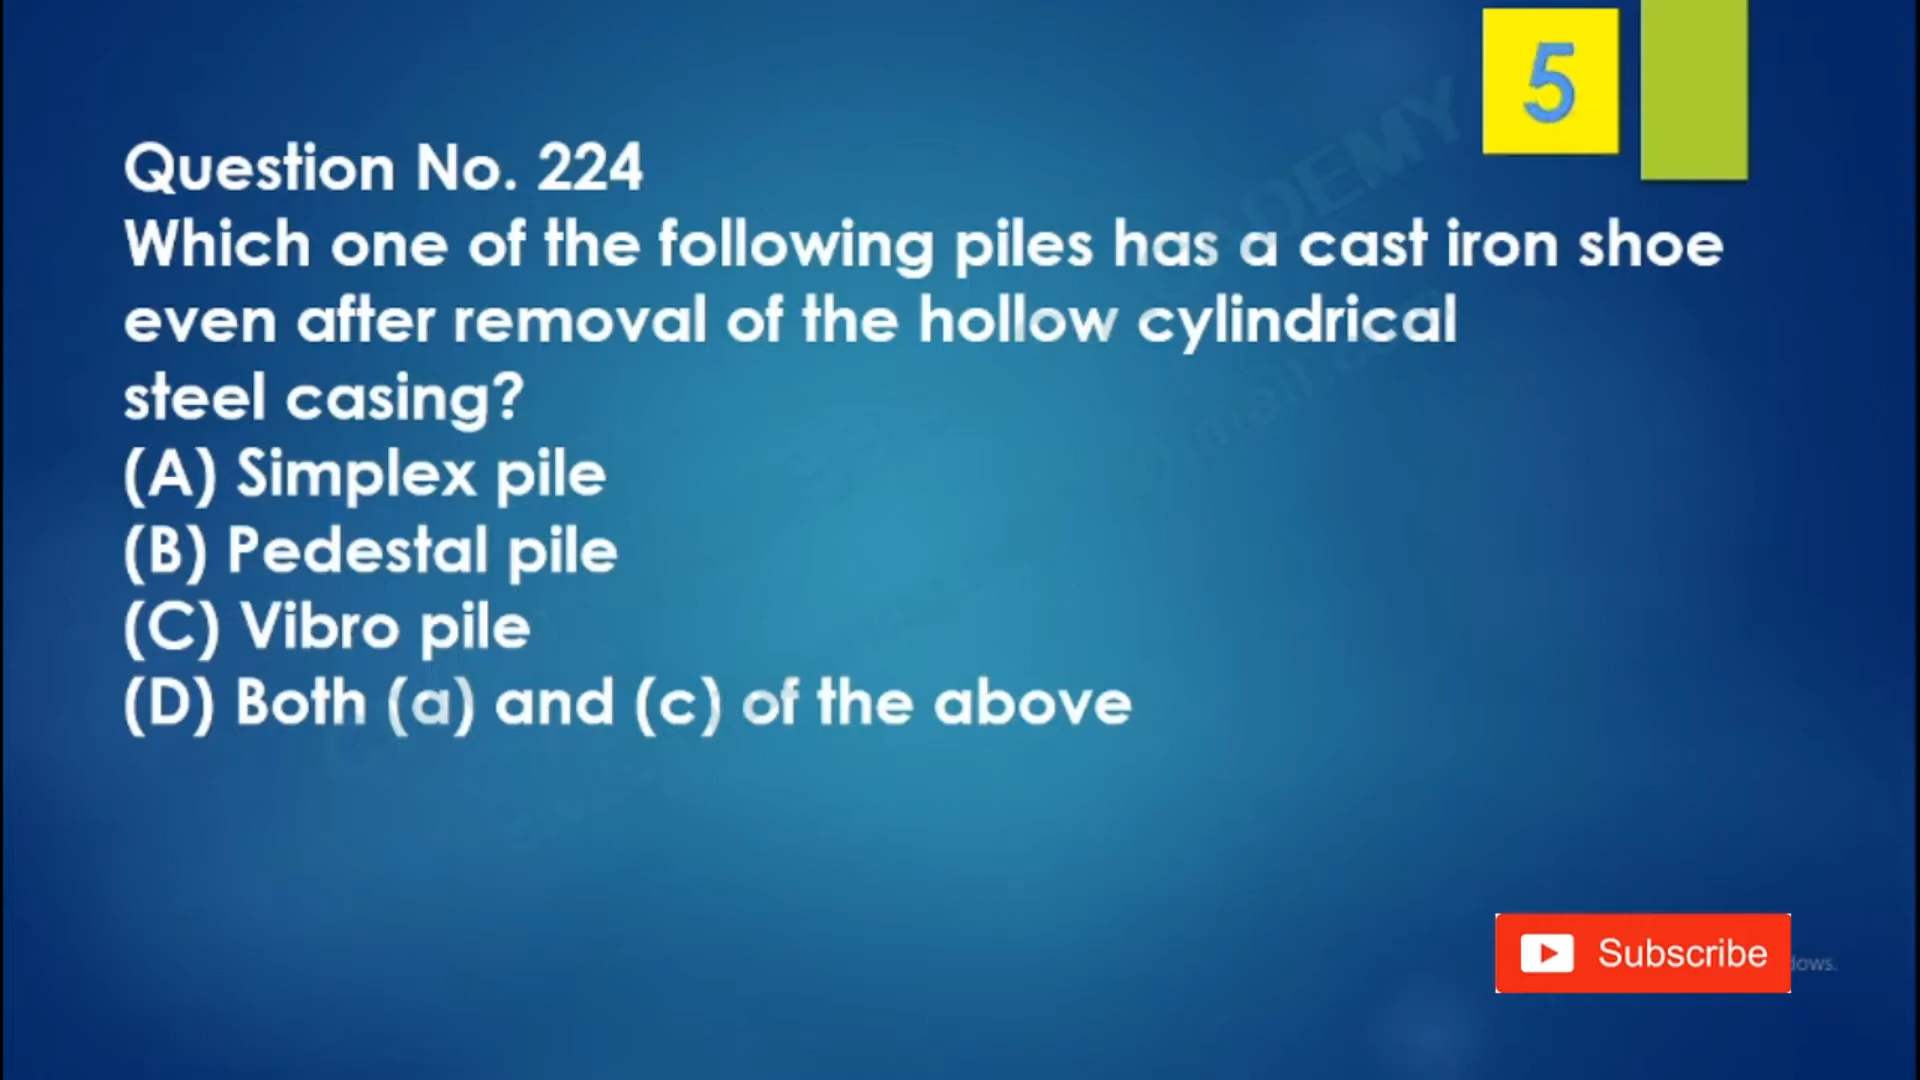 5
Question No. 224
Which one of the following piles has a cast iron shoe
even after removal of the hollow cylindrical
steel casing?
(A) Simplex pile
(B) Pedestal pile
(C) Vibro pile
(D) Both (a) and (c) of the above
Subscribe